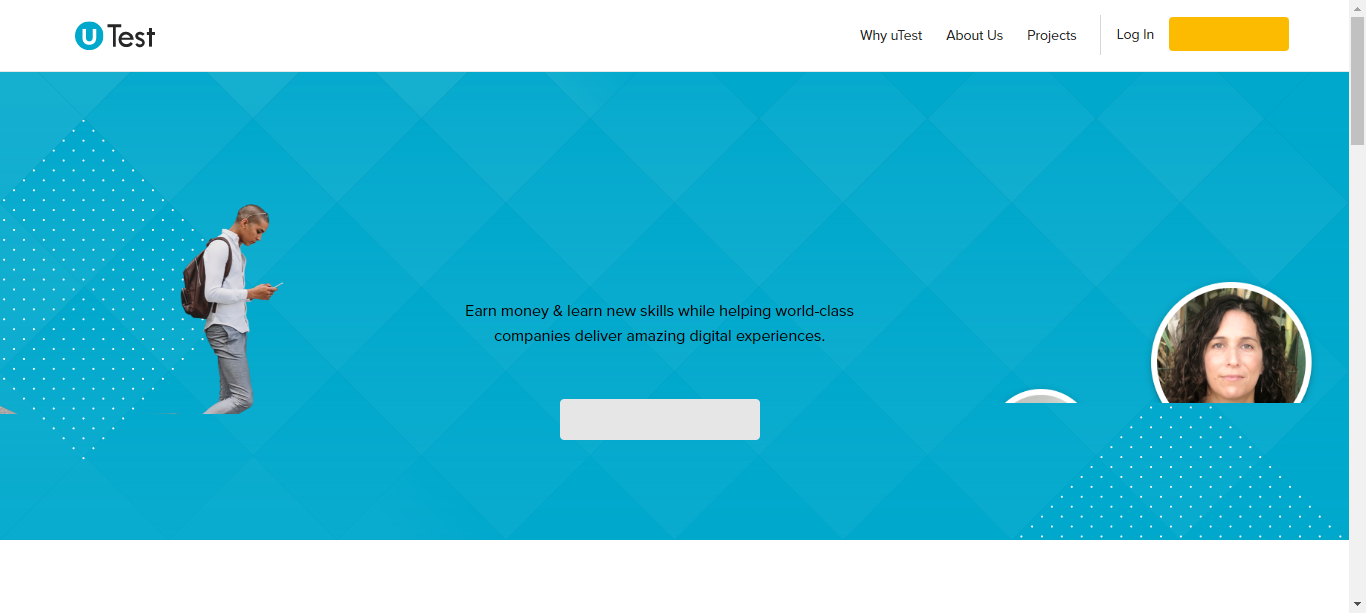 uTest
Why uTest
About Us
Projects
Log In
Earn money & learn new skills while helping world-class
companies deliver amazing digital experiences.